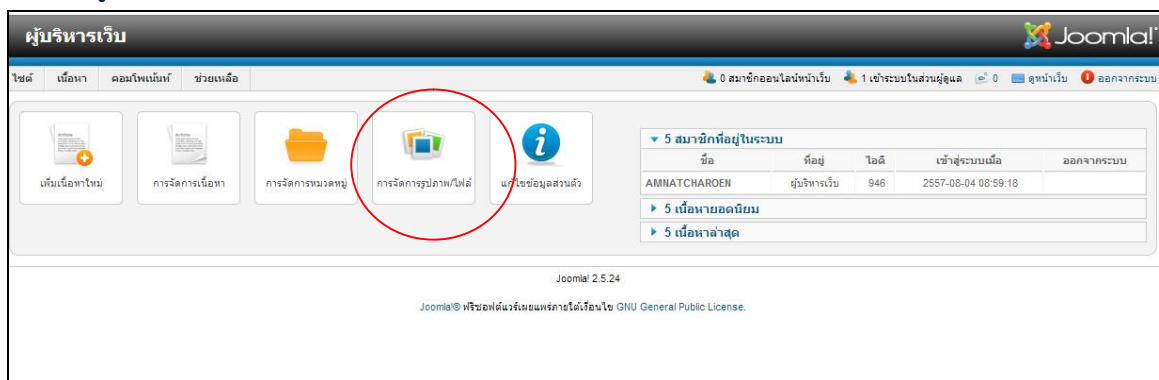 ผู้บริหารเว็บ
Joomla!
ไซต์ เนื้อหา คอมโพเน้นท์ ช่วยเหลือ 0 สมาชิกออนไลน์หน้าเว็บ 1 เข้าระบบในส่วนผู้ดูแล 0 ดูหน้าเว็บ ออกจากระบบ
เพิ่มเนื้อหาใหม่
การจัดการเนื้อหา
การจัดการหมวดหมู่
การจัดการรูปภาพ/ไฟล์
แก้ไขข้อมูลส่วนตัว
5 สมาชิกที่อยู่ในระบบ
ชื่อ ที่อยู่ ไอดี เข้าสู่ระบบเมื่อ ออกจากระบบ
AMNATCHAROEN ผู้บริหารเว็บ 946 2557-08-04 08:59:18
5 เนื้อหายอดนิยม
5 เนื้อหาล่าสุด
Joomla! 2.5.24
Joomla!® ฟรีซอฟต์แวร์เผยแพร่ภายใต้เงื่อนไข GNU General Public License.